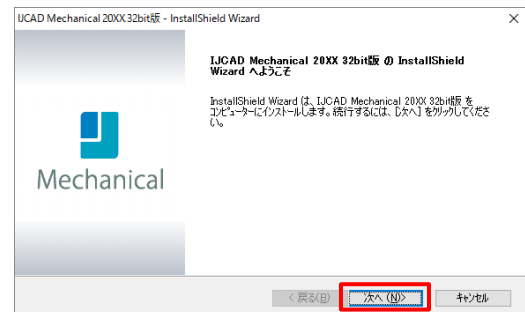 IJCAD Mechanical 20XX 32bit版 - InstallShield Wizard
IJCAD Mechanical 20XX 32bit版 の InstallShield
Wizard へようこそ
InstallShield Wizard は、IJCAD Mechanical 20XX 32bit版 を
コンピューターにインストールします。続行するには、[次へ] をクリックしてくださ
い。
Mechanical
< 戻る(B)
次へ (N)>
キャンセル